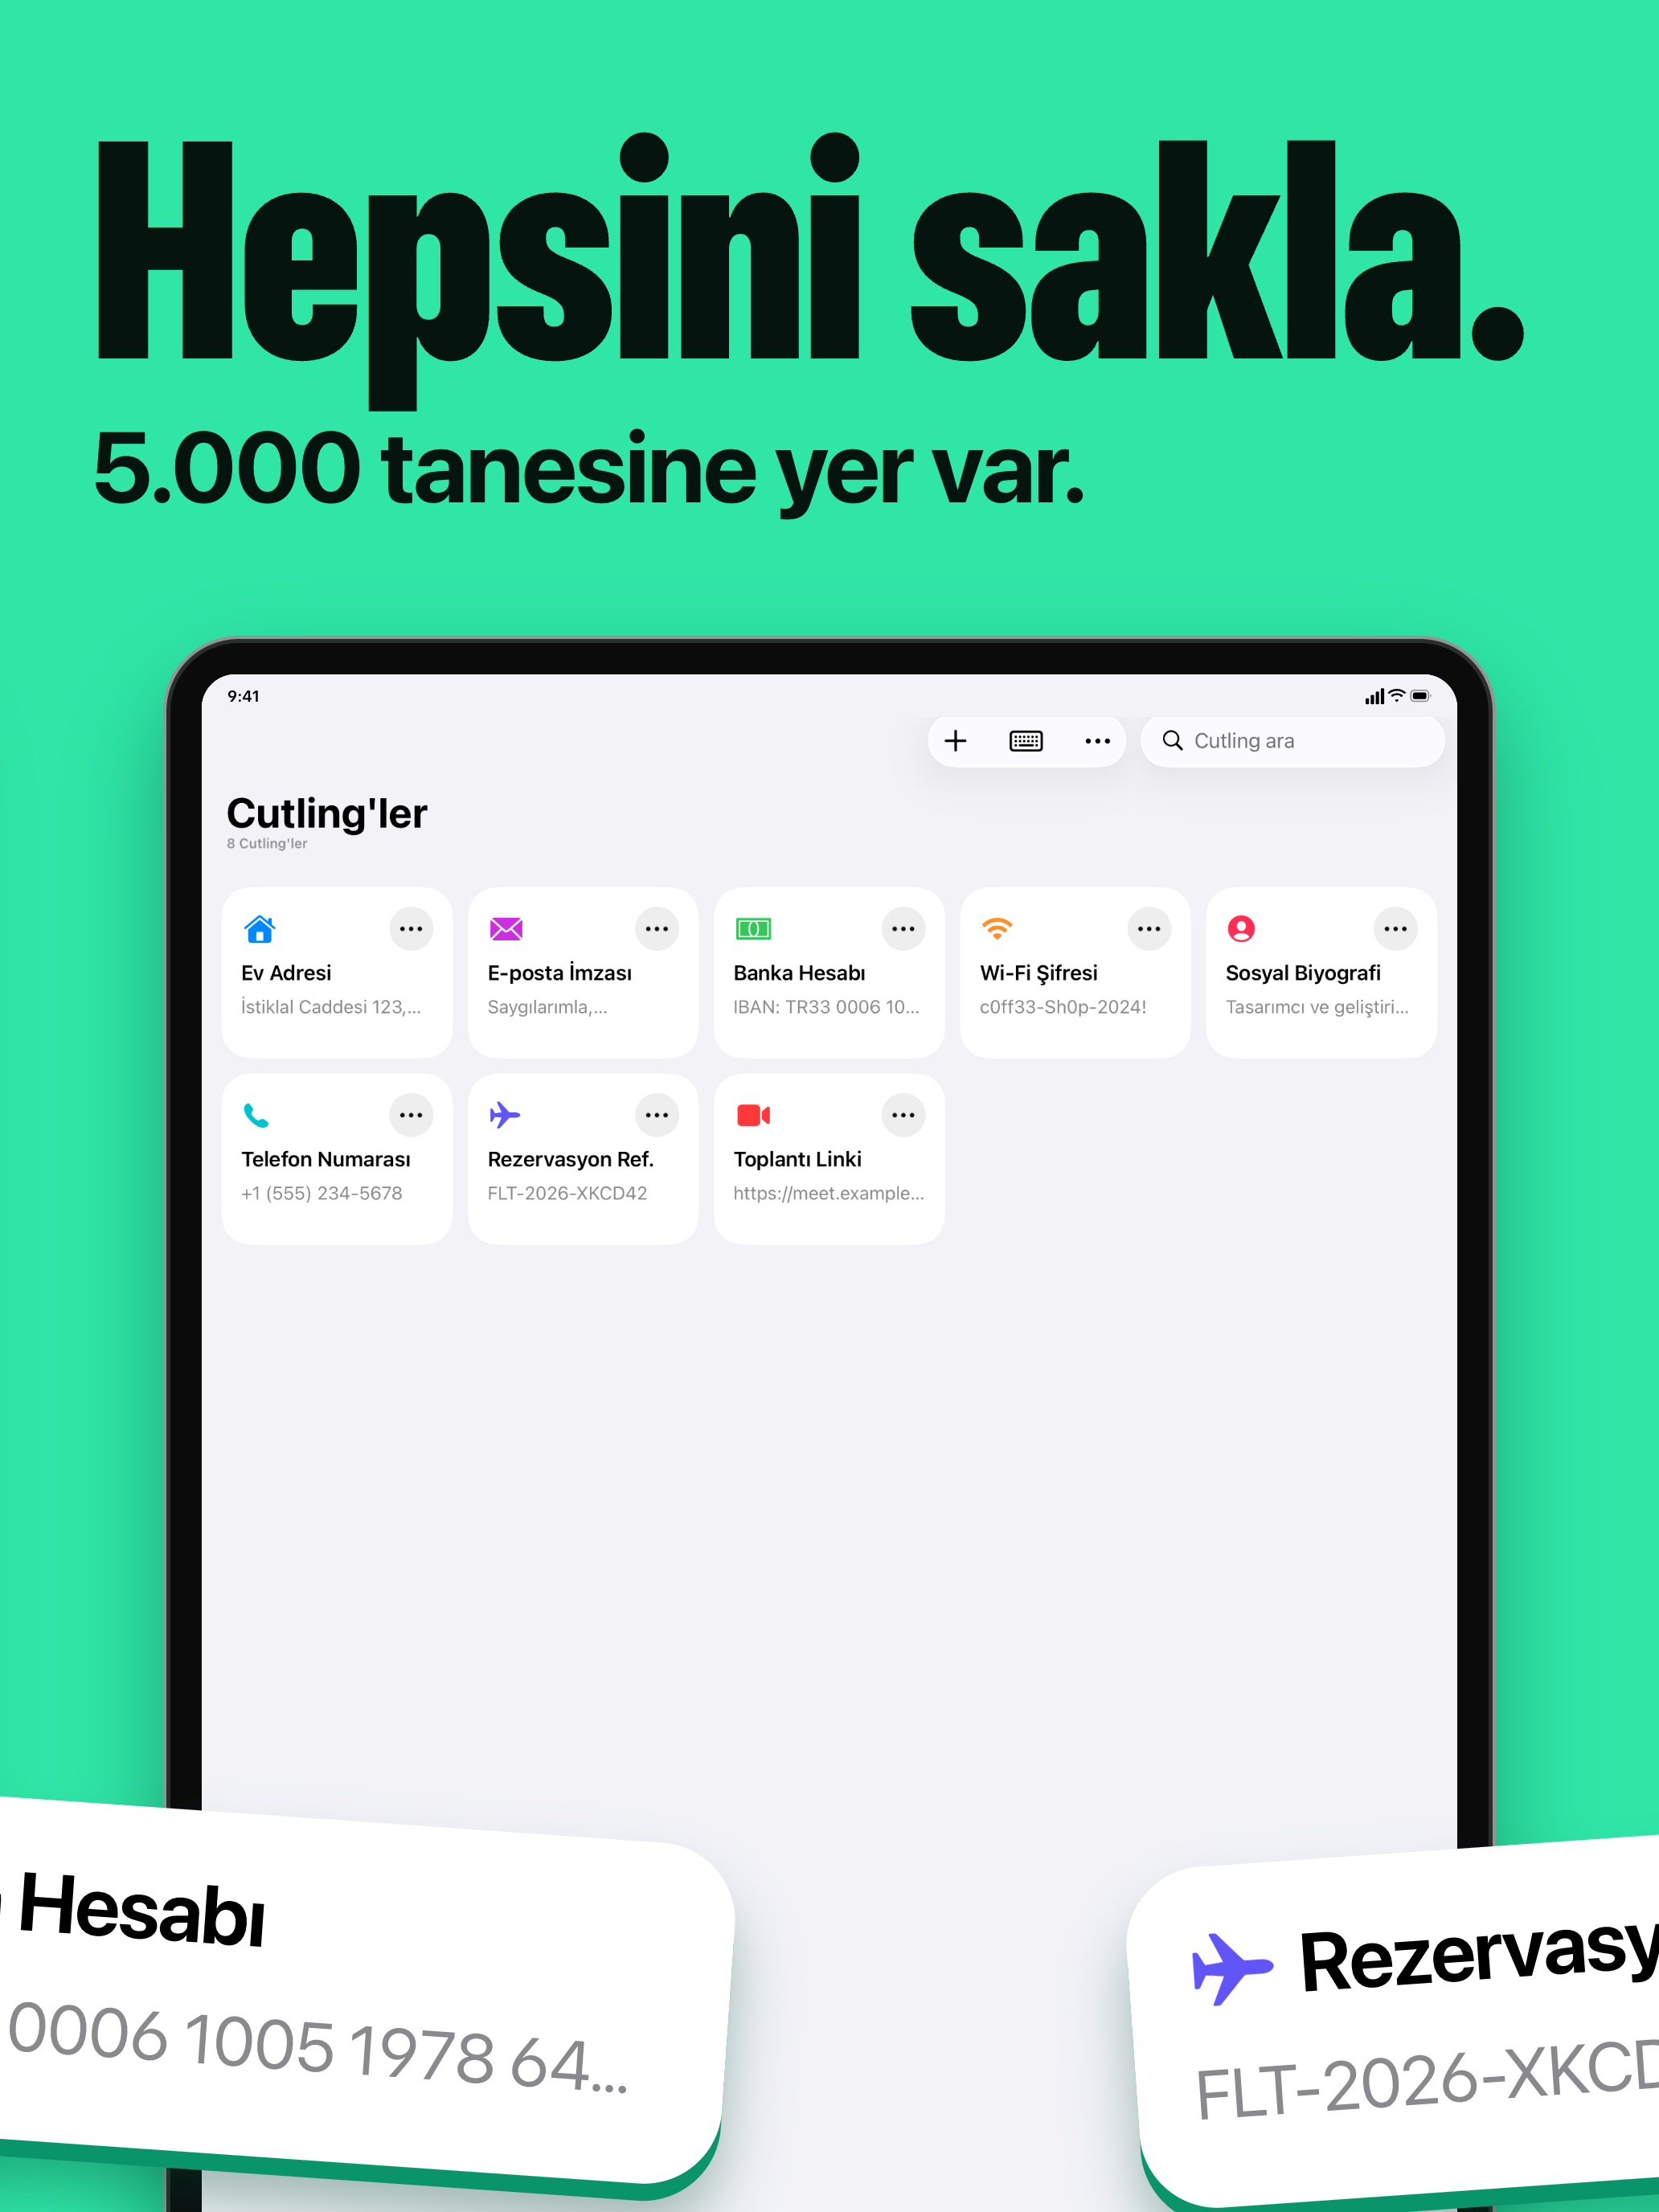 Hepsini sakla.
5.000 tanesine yer var.
9:41
Cutling ara
Cutling'ler
8 Cutling'ler
Ev Adresi
İstiklal Caddesi 123,...
E-posta İmzası
Saygılarımla,...
Banka Hesabı
IBAN: TR33 0006 10...
Wi-Fi Şifresi
c0ff33-Sh0p-2024!
Sosyal Biyografi
Tasarımcı ve geliştiri...
Telefon Numarası
+1 (555) 234-5678
Rezervasyon Ref.
FLT-2026-XKCD42
Toplantı Linki
https://meet.example...
Hesabı
0006 1005 1978 64...
Rezervasy
FLT-2026-XKCD